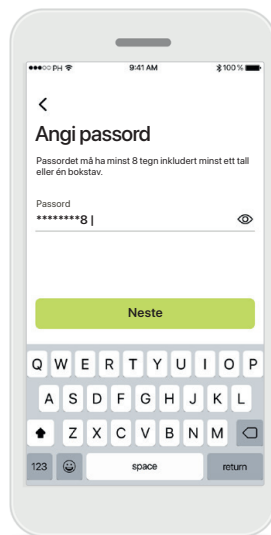 PH 9:41 AM 100 %
Angi passord
Passordet må ha minst 8 tegn inkludert minst ett tall
eller én bokstav.
Passord
********8 |
Neste
Q W E R T Y U I O P
A S D F G H J K L
Z X C V B N M
123 space return